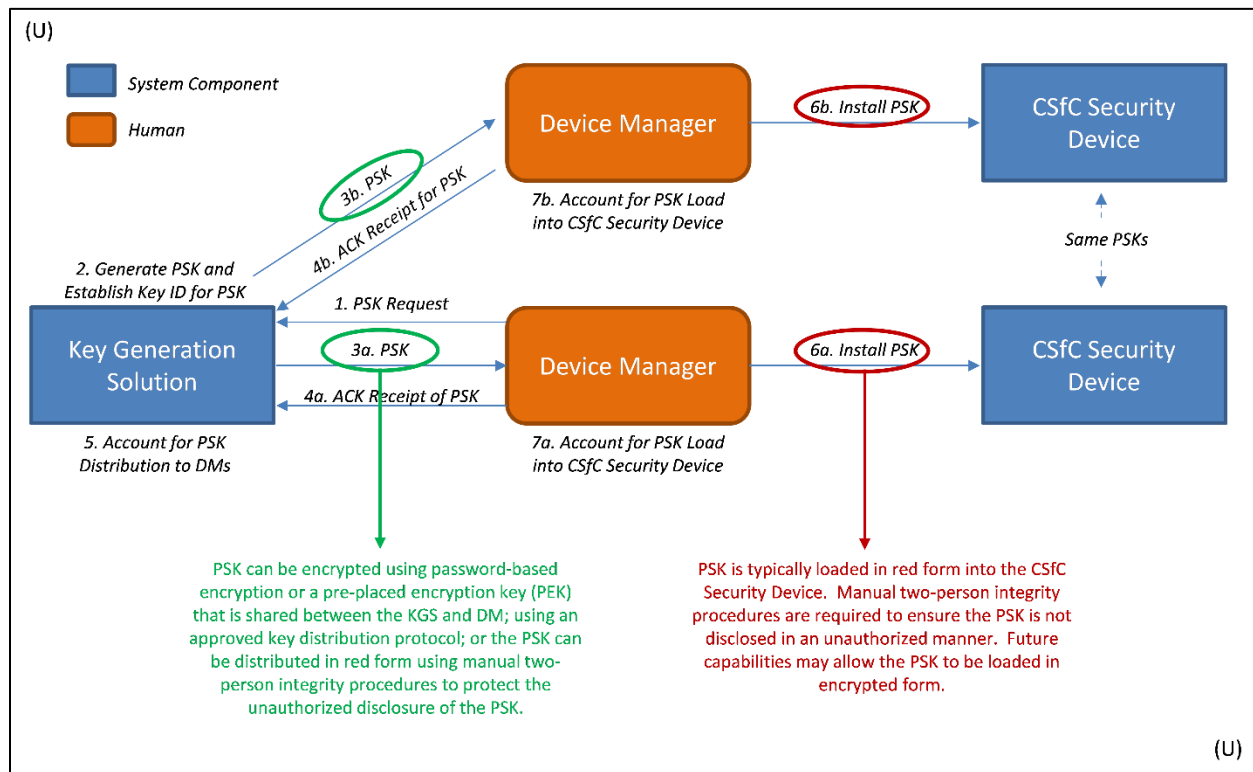 (U)
System Component
Human
Device Manager
6b. Install PSK
CSfC Security
Device
3b. PSK
4b. ACK Receipt for PSK
7b. Account for PSK Load
into CSfC Security Device
Same PSKs
2. Generate PSK and
Establish Key ID for PSK
Key Generation
Solution
5. Account for PSK
Distribution to DMs
1. PSK Request
3a. PSK
4a. ACK Receipt of PSK
Device Manager
7a. Account for PSK Load
into CSfC Security Device
6a. Install PSK
CSfC Security
Device
PSK can be encrypted using password-based
encryption or a pre-placed encryption key (PEK)
that is shared between the KGS and DM; using an
approved key distribution protocol; or the PSK can
be distributed in red form using manual two-
person integrity procedures to protect the
unauthorized disclosure of the PSK.
PSK is typically loaded in red form into the CSfC
Security Device.  Manual two-person integrity
procedures are required to ensure the PSK is not
disclosed in an unauthorized manner.  Future
capabilities may allow the PSK to be loaded in
encrypted form.
(U)